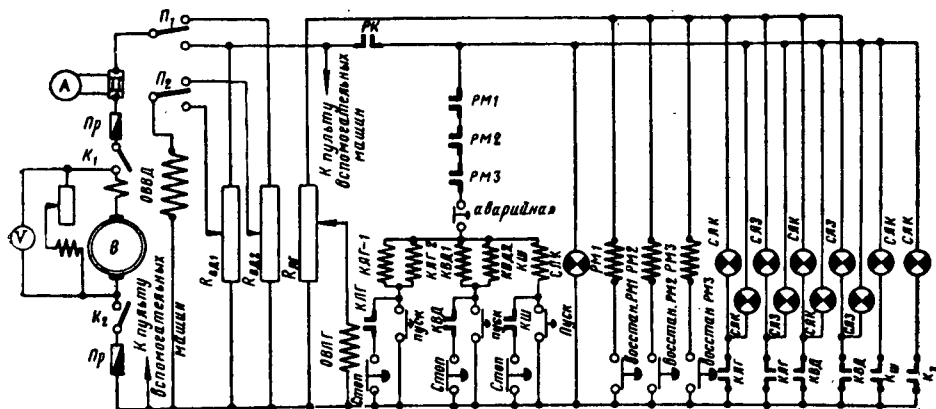 П₁
РК
А
П₂
Пр
К₁
ОВВД
К пульту
вспомогательных
машин
РМ1
РМ2
РМ3
аварийная
V
В
RВД1
RВД2
КЛГ-1
КЛГ2
КВД1
КВД2
КШ
СЛК
РМ1
РМ2
РМ3
СЛК
СЛЗ
СЛК
СЛЗ
СЛК
СЛК
К₂
К пульту
вспомогательных
машин
Пр
ОВЛГ
КЛГ
Стоп
пуск
КВД
Стоп
пуск
КШ
Стоп
Пуск
восстан. РМ1
восстан. РМ2
восстан РМ3
СЛК
СЛЗ
СЛК
СЛЗ
КЛГ
КЛГ
КВД
КВД
Кш